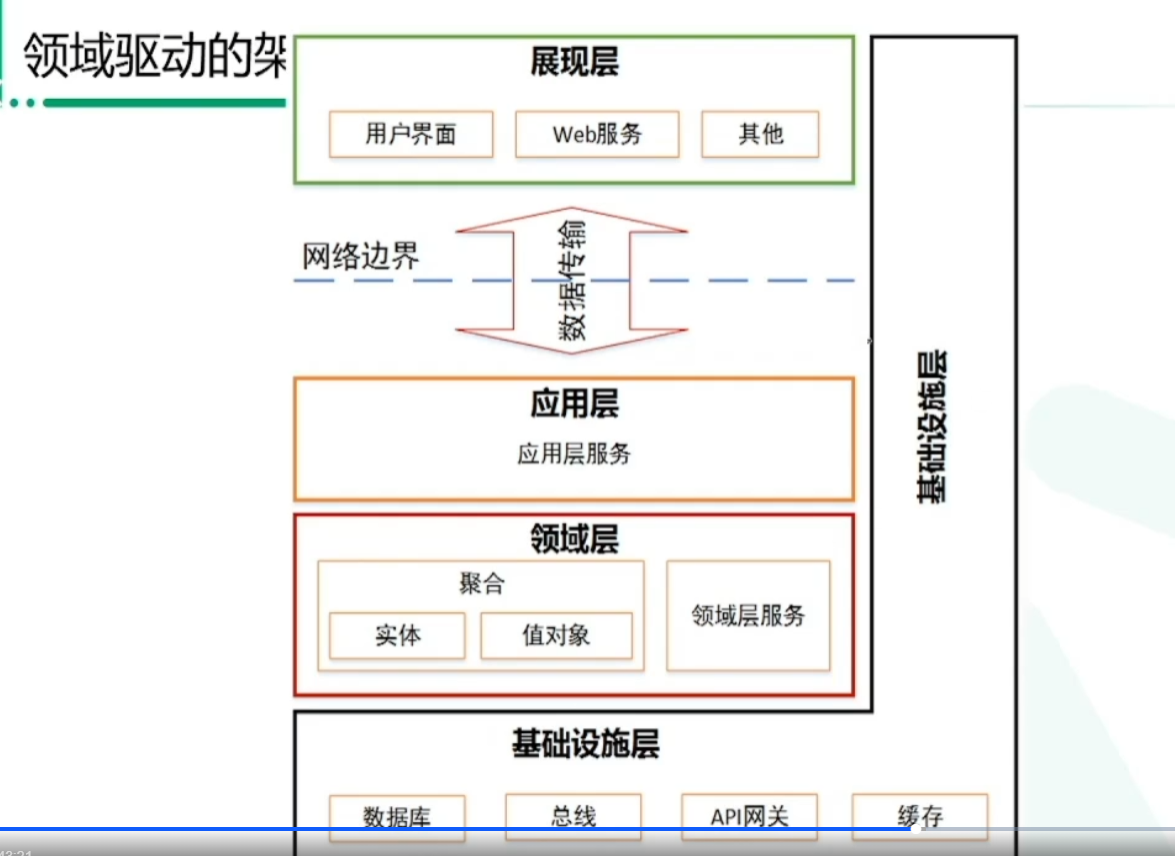 领域驱动的架
展现层
用户界面
Web服务
其他
网络边界
数据传输
应用层
应用层服务
领域层
聚合
实体
值对象
领域层服务
基础设施层
基础设施层
数据库
总线
API网关
缓存